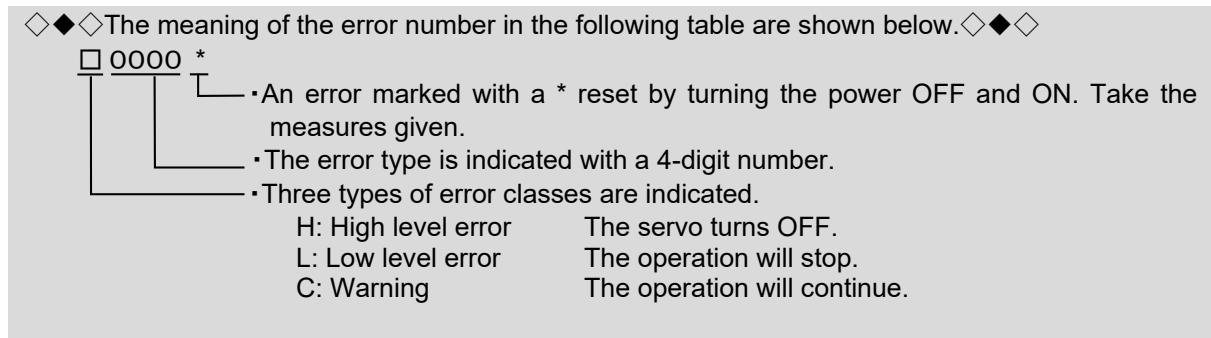 ◇◆◇The meaning of the error number in the following table are shown below.◇◆◇
□ 0000 *
・An error marked with a * reset by turning the power OFF and ON. Take the
measures given.
・The error type is indicated with a 4-digit number.
・Three types of error classes are indicated.
H: High level error The servo turns OFF.
L: Low level error The operation will stop.
C: Warning The operation will continue.